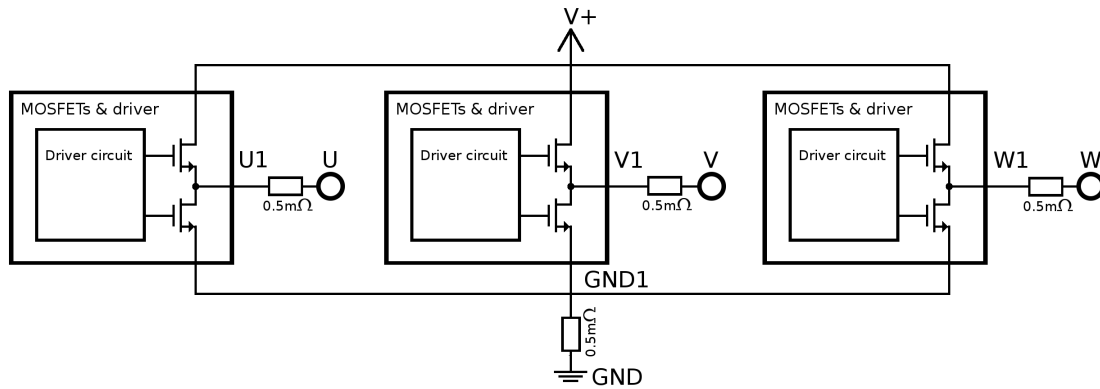 V+
MOSFETs & driver
MOSFETs & driver
MOSFETs & driver
Driver circuit
Driver circuit
Driver circuit
U1
U
V1
V
W1
W
0.5mΩ
0.5mΩ
0.5mΩ
GND1
0.5mΩ
GND